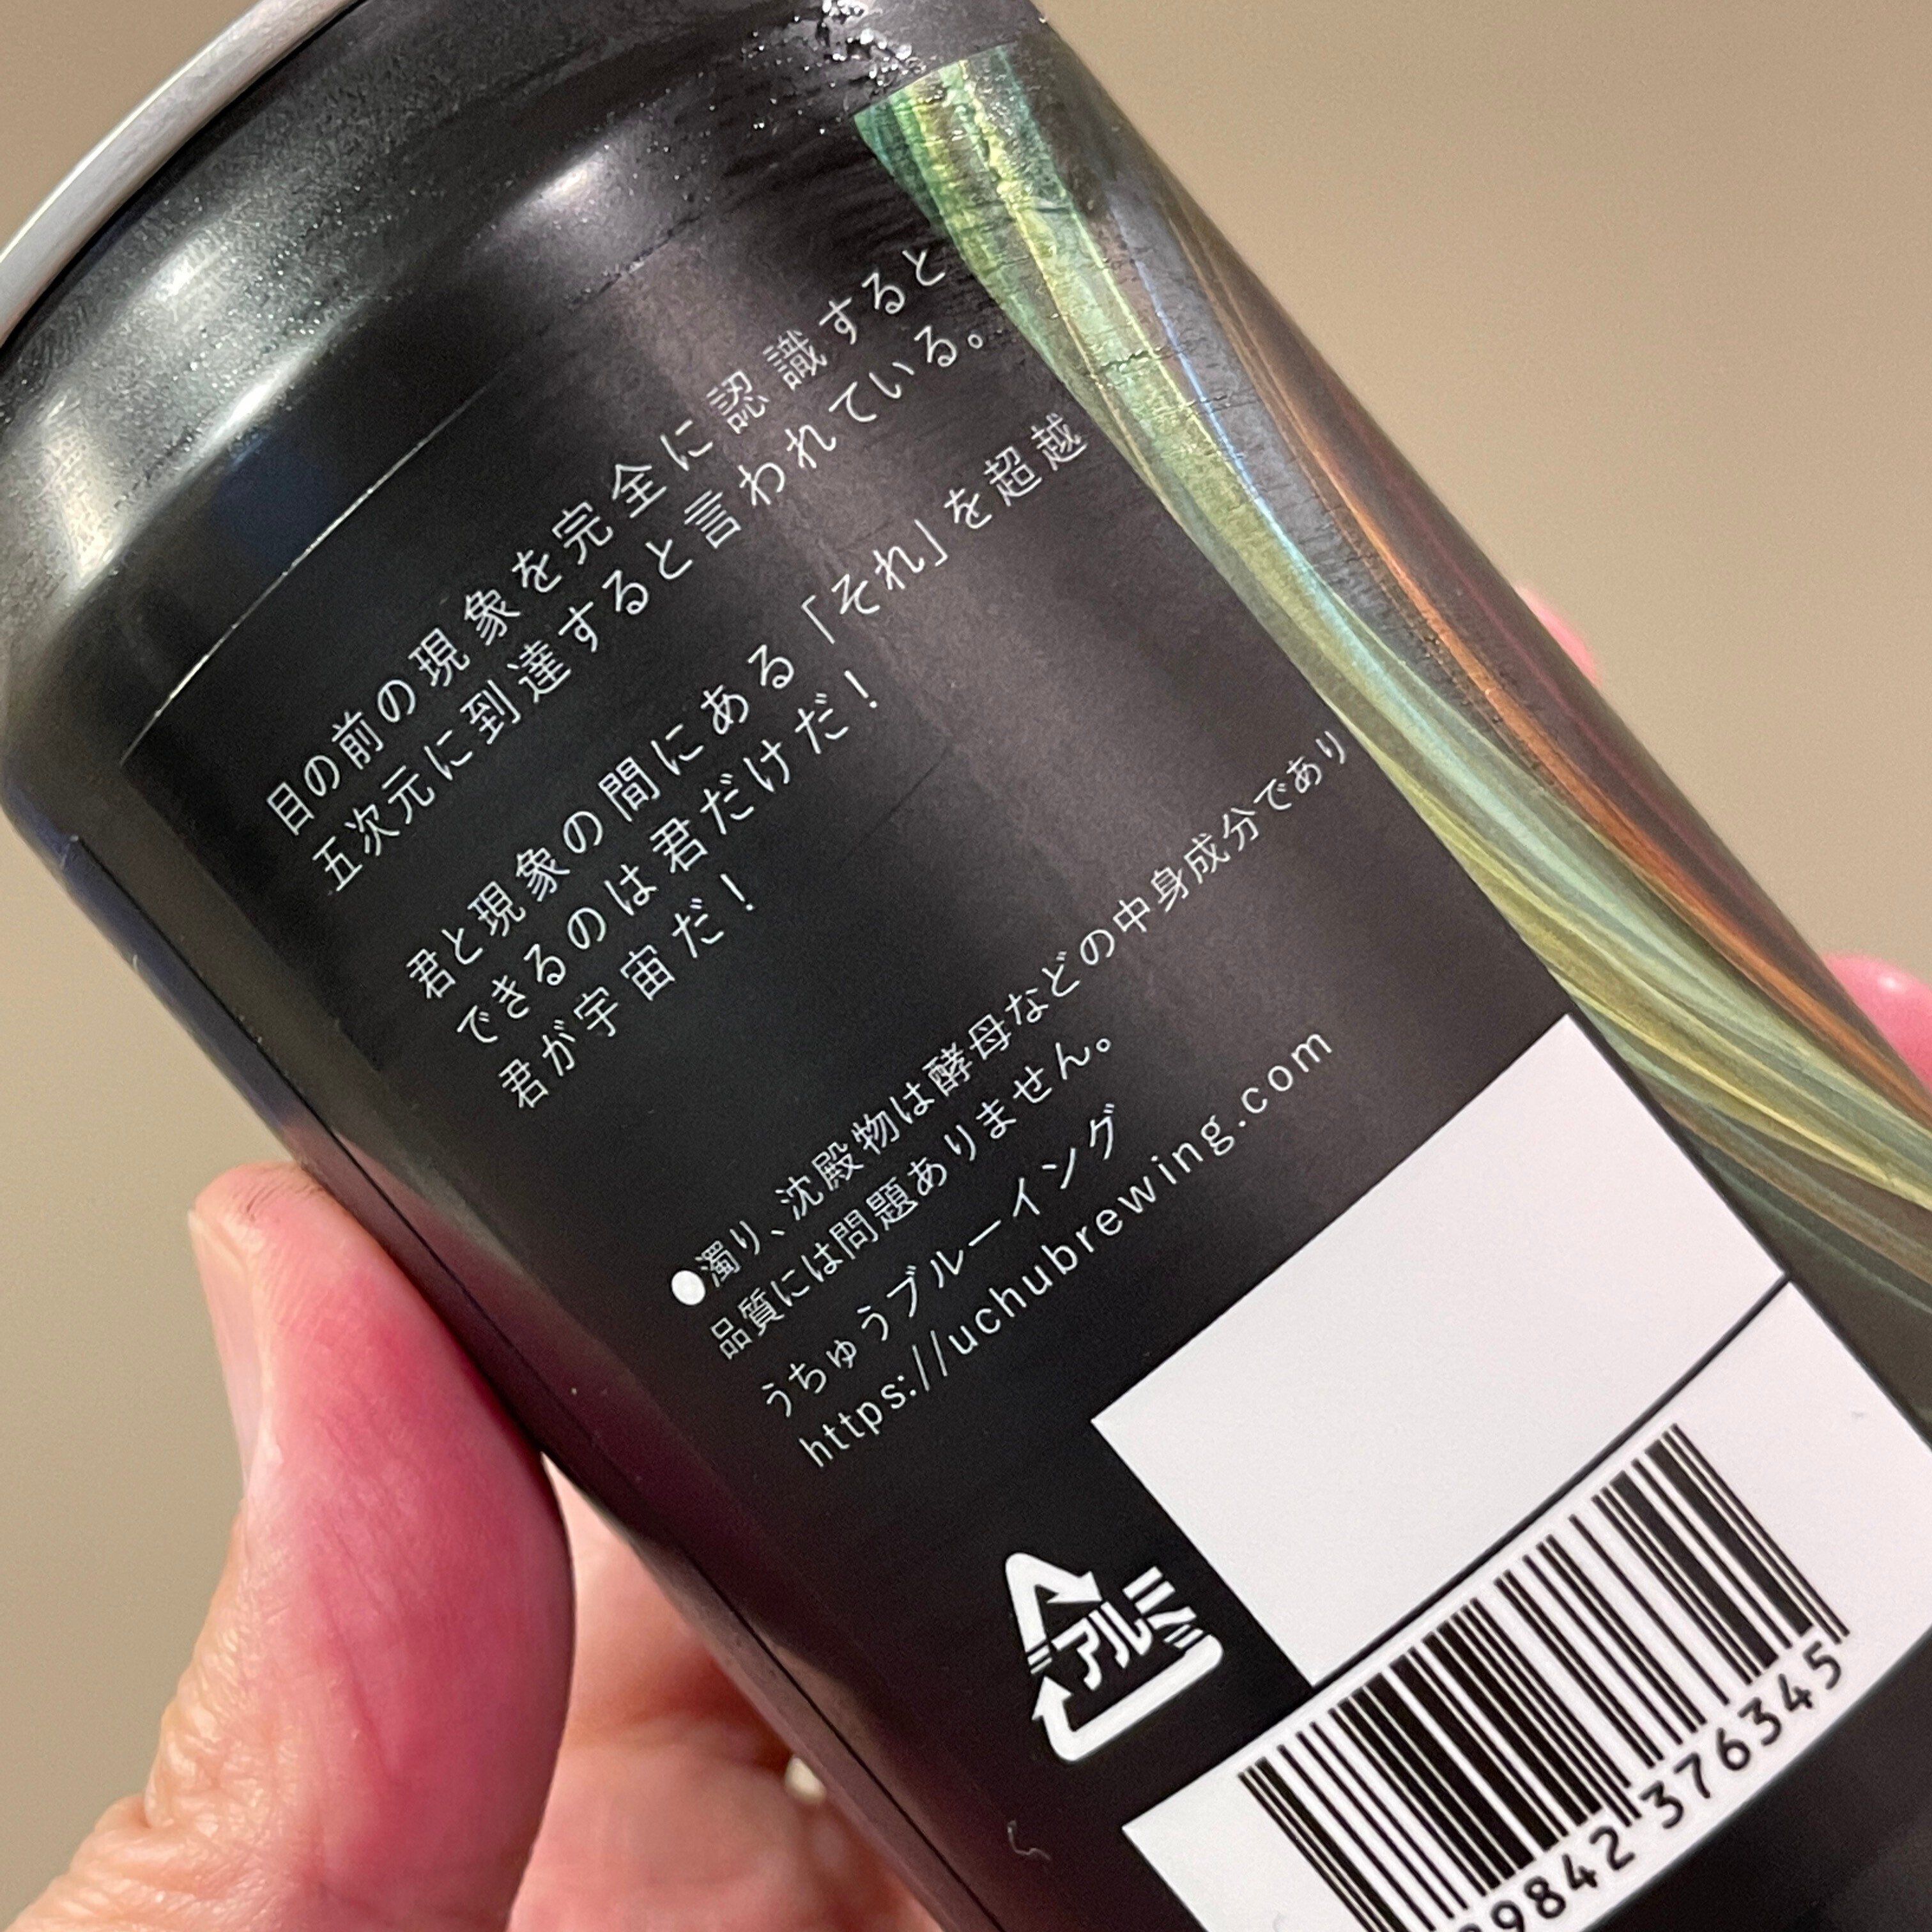 目の前の現象を完全に認識すると
五次元に到達すると言われている。
君と現象の間にある「それ」を超越
できるのは君だけだ！
君が宇宙だ！
●濁り、沈殿物は酵母などの中身成分であり
品質には問題ありません。
うちゅうブルーイング
https://uchubrewing.com
アルミ
9842 376345